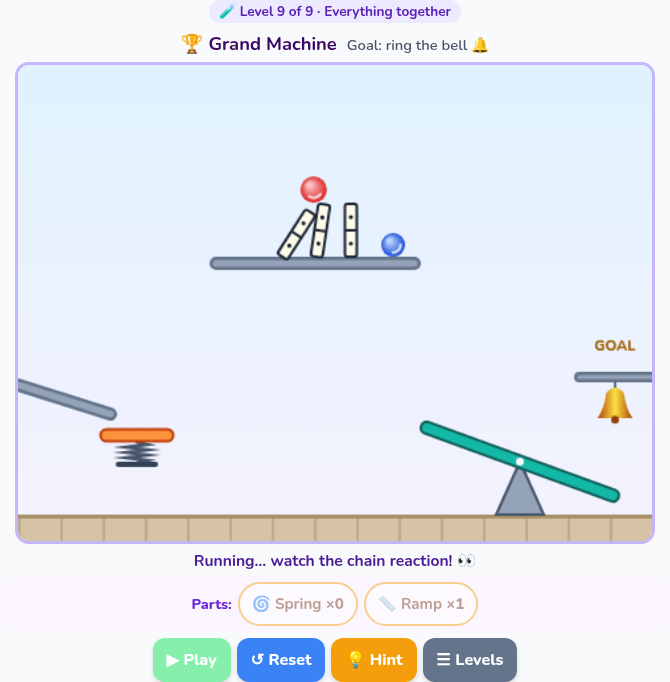 🧪 Level 9 of 9 · Everything together
🏆 Grand Machine Goal: ring the bell 🔔
GOAL
Running... watch the chain reaction! 👀
Parts: 🌀 Spring ×0 📏 Ramp ×1
▶ Play ↺ Reset 💡 Hint ☰ Levels